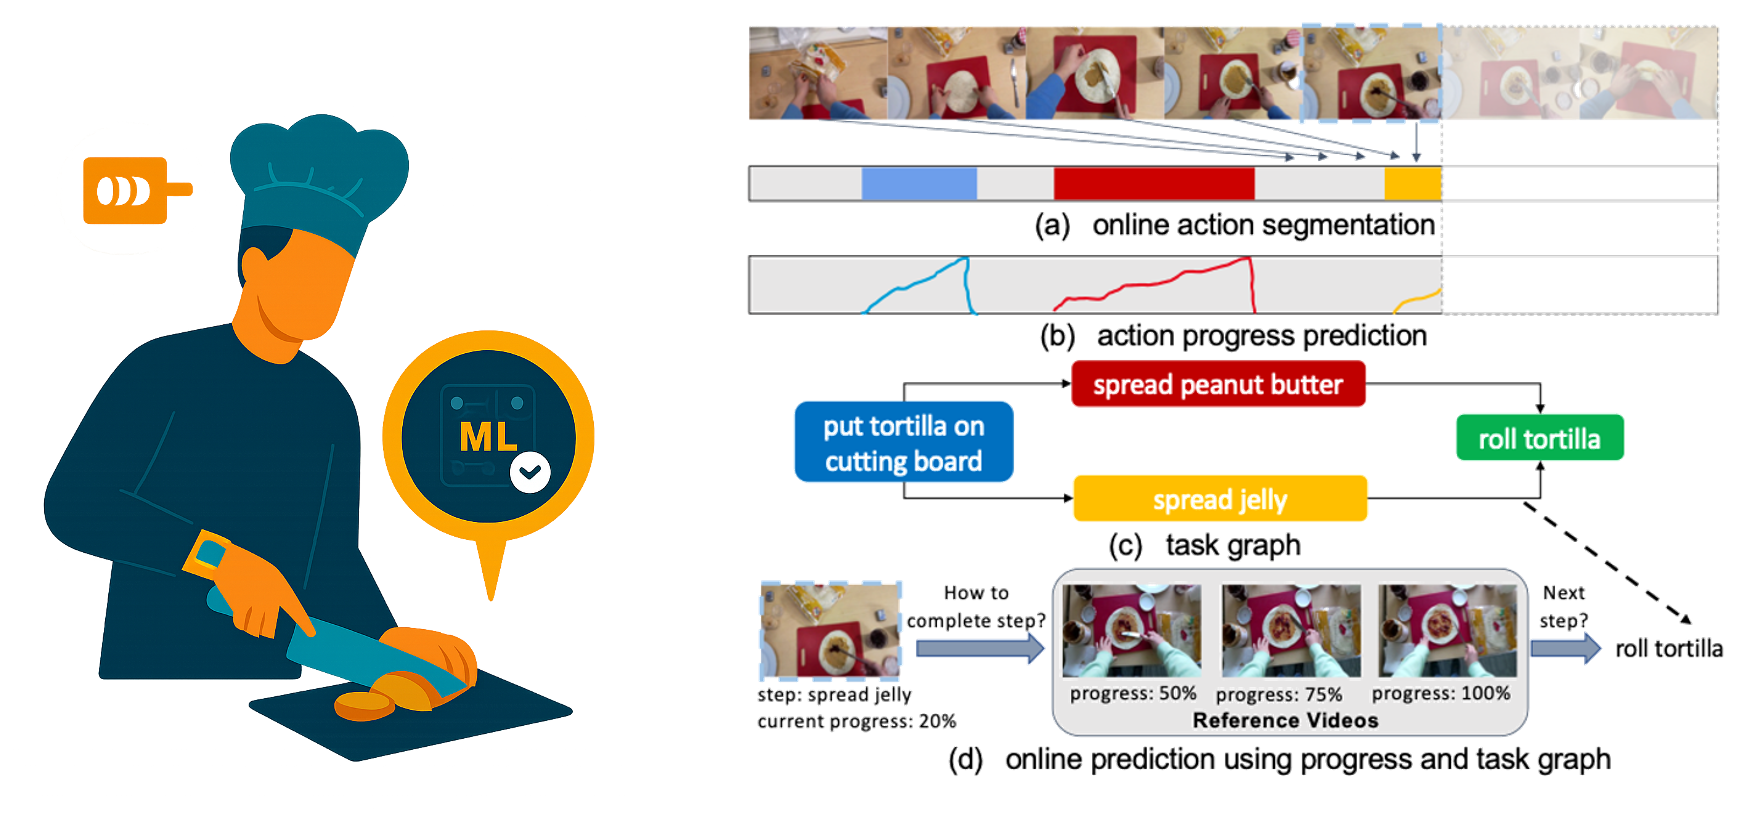 ML
(a) online action segmentation
(b) action progress prediction
spread peanut butter
put tortilla on
cutting board
roll tortilla
spread jelly
(c) task graph
How to
complete step?
Next
step?
roll tortilla
step: spread jelly
current progress: 20%
progress: 50%
progress: 75%
progress: 100%
Reference Videos
(d) online prediction using progress and task graph